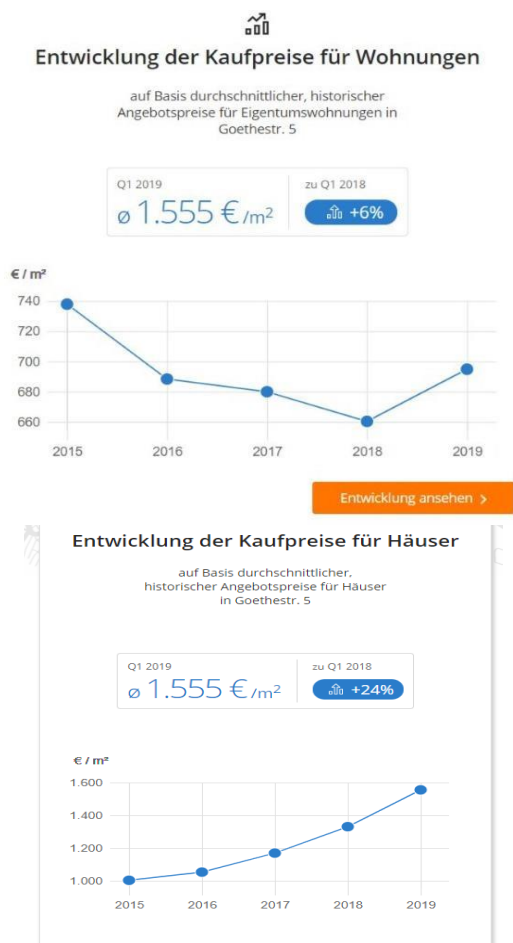 Entwicklung der Kaufpreise für Wohnungen
auf Basis durchschnittlicher, historischer
Angebotspreise für Eigentumswohnungen in
Goethestr. 5
Q1 2019
zu Q1 2018
ø 1.555 € /m²
+6%
€ / m²
740
720
700
680
660
2015 2016 2017 2018 2019
Entwicklung ansehen >
Entwicklung der Kaufpreise für Häuser
auf Basis durchschnittlicher,
historischer Angebotspreise für Häuser
in Goethestr. 5
Q1 2019
zu Q1 2018
ø 1.555 € /m²
+24%
€ / m²
1.600
1.400
1.200
1.000
2015 2016 2017 2018 2019